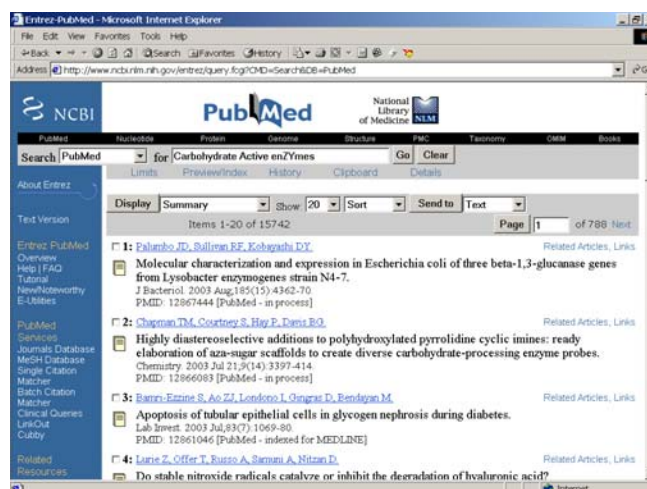 Entrez-PubMed - Microsoft Internet Explorer
File Edit View Favorites Tools Help
Back Search Favorites History
Address http://www.ncbi.nlm.nih.gov/entrez/query.fcgi?CMD=Search&DB=PubMed
NCBI
PubMed
National
Library
of Medicine NLM
PubMed Nucleotide Protein Genome Structure PMC Taxonomy OMIM Books
Search PubMed for Carbohydrate Active enZYmes Go Clear
Limits Preview/Index History Clipboard Details
About Entrez
Display Summary Show: 20 Sort Send to Text
Text Version
Items 1-20 of 15742 Page 1 of 788 Next
Entrez PubMed
Overview
Help | FAQ
Tutorial
New/Noteworthy
E-Utilities
PubMed
Services
Journals Database
MeSH Database
Single Citation
Matcher
Batch Citation
Matcher
Clinical Queries
LinkOut
Cubby
Related
Resources
1: Palumbo JD, Sullivan RF, Kobayashi DY. Related Articles, Links
Molecular characterization and expression in Escherichia coli of three beta-1,3-glucanase genes
from Lysobacter enzymogenes strain N4-7.
J Bacteriol. 2003 Aug;185(15):4362-70.
PMID: 12867444 [PubMed - in process]
2: Chapman TM, Courtney S, Hay P, Davis BG. Related Articles, Links
Highly diastereoselective additions to polyhydroxylated pyrrolidine cyclic imines: ready
elaboration of aza-sugar scaffolds to create diverse carbohydrate-processing enzyme probes.
Chemistry. 2003 Jul 21;9(14):3397-414.
PMID: 12866083 [PubMed - in process]
3: Bamri-Ezzine S, Ao ZJ, Londono I, Gingras D, Bendayan M. Related Articles, Links
Apoptosis of tubular epithelial cells in glycogen nephrosis during diabetes.
Lab Invest. 2003 Jul;83(7):1069-80.
PMID: 12861046 [PubMed - indexed for MEDLINE]
4: Lurie Z, Offer T, Russo A, Samuni A, Nitzan D. Related Articles, Links
Do stable nitroxide radicals catalyze or inhibit the degradation of hyaluronic acid?
Internet